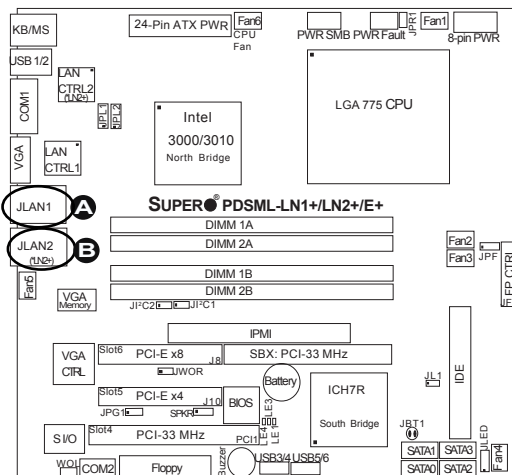 KB/MS
24-Pin ATX PWR
Fan6
CPU
Fan
PWR SMB
PWR Fault
JPR1
Fan1
8-pin PWR
USB 1/2
LAN
CTRL2
(*LN2+)
JPL1
JPL2
COM1
Intel
3000/3010
North Bridge
LGA 775 CPU
VGA
LAN
CTRL1
JLAN1
A
SUPER® PDSML-LN1+/LN2+/E+
JLAN2
(*LN2+)
B
DIMM 1A
DIMM 2A
DIMM 1B
DIMM 2B
Fan2
Fan3
JPF
FP CTRL
JF
Fan5
VGA
Memory
JI²C2
JI²C1
IPMI
IDE
VGA
CTRL
Slot6
PCI-E x8
J8
SBX: PCI-33 MHz
JWOR
Battery
ICH7R
South Bridge
JL1
Slot5
PCI-E x4
J10
BIOS
JPG1
SPKR
LE3
LE4
LE1
JBT1
JLED
S I/O
Slot4
PCI-33 MHz
PCI1
SATA1
SATA3
SATA0
SATA2
Fan4
WOL
COM2
Floppy
Buzzer
USB3/4
USB5/6